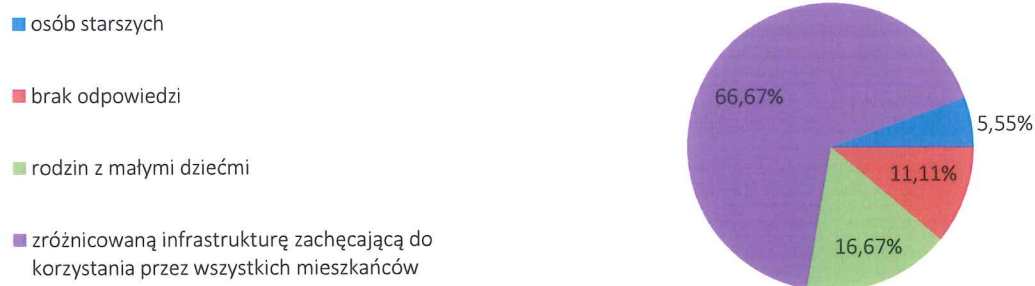 osób starszych
brak odpowiedzi
rodzin z małymi dziećmi
zróżnicowaną infrastrukturę zachęcającą do
korzystania przez wszystkich mieszkańców
66,67%
5,55%
11,11%
16,67%